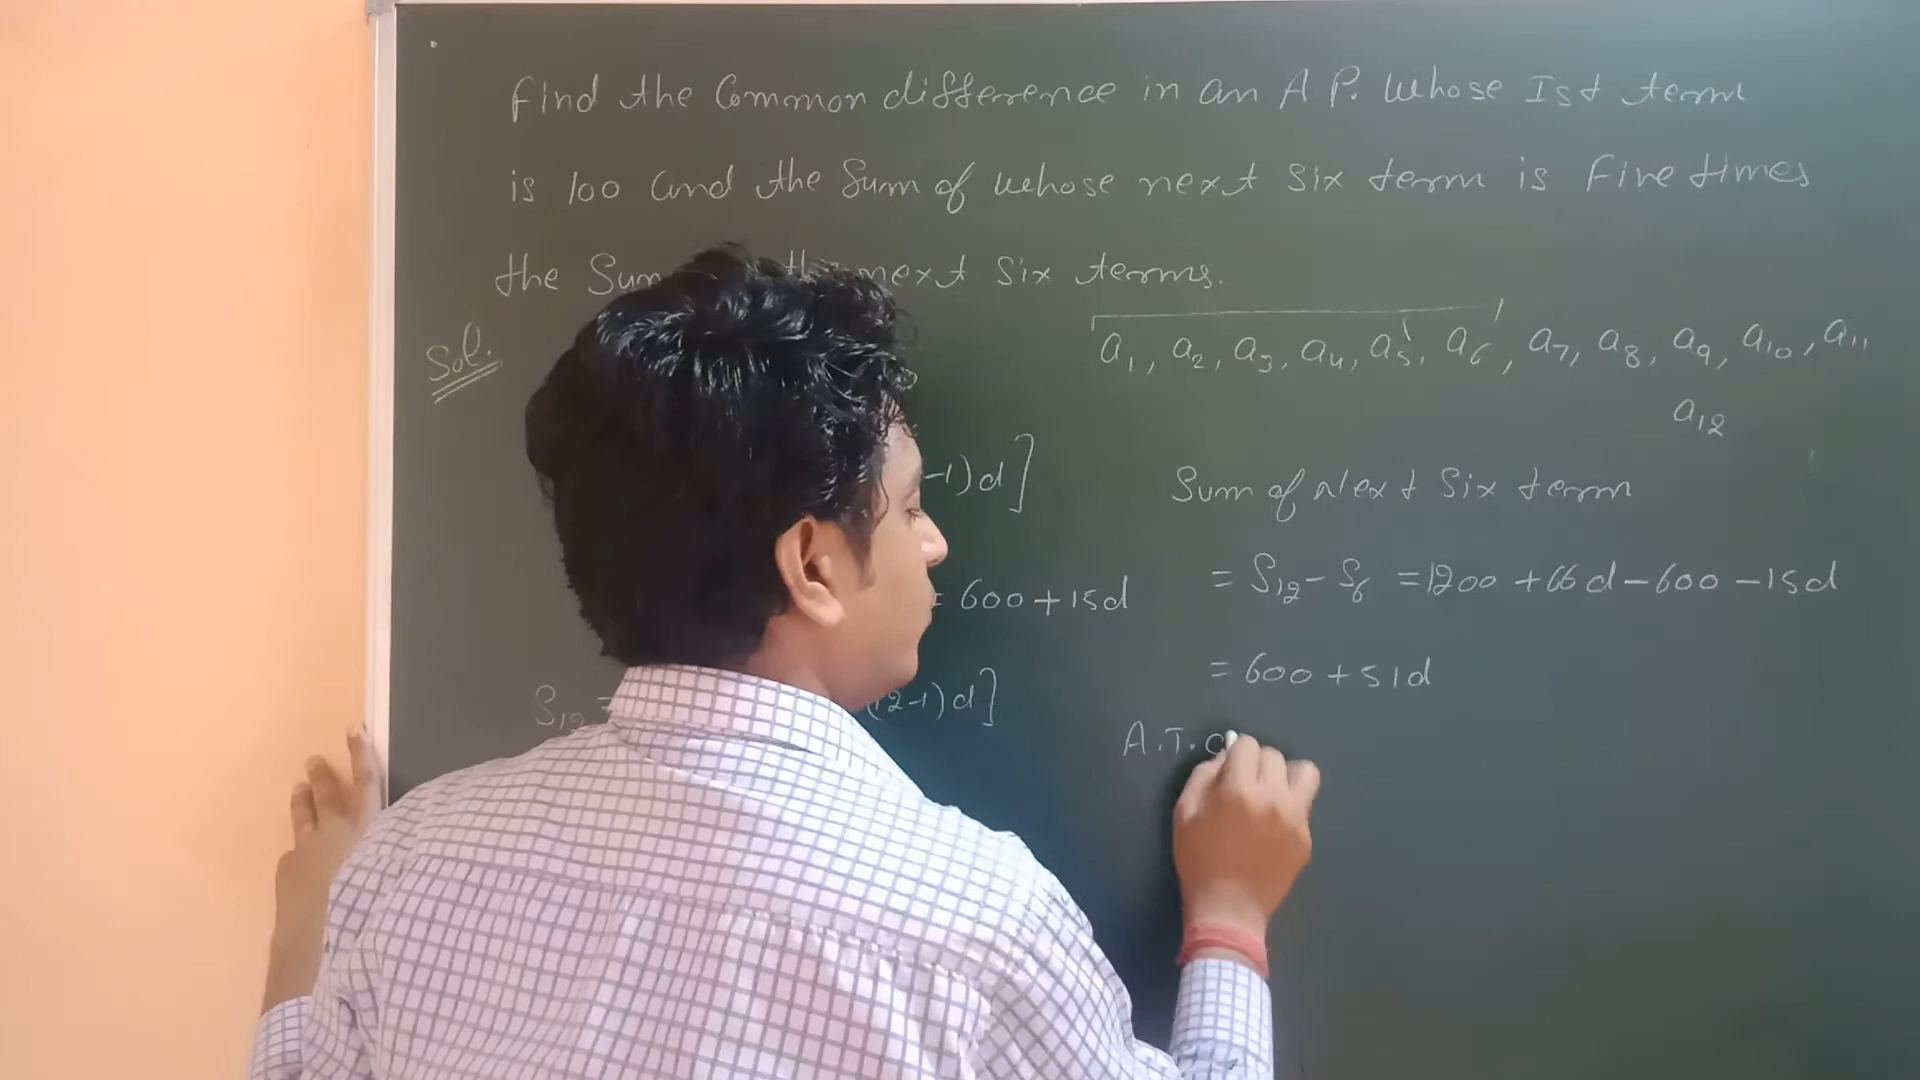 Find the Common difference in an A P. Whose Ist term
is 100 and the Sum of whose next six term is Five times
the Sum next six terms.
Sol.
a1, a2, a3, a4, a5, a6, a7, a8, a9, a10, a11
a12
-1)d]
Sum of Next Six term
= 600+15d
= S12 - S6 = 1200 + 66d - 600 - 15d
= 600 + 51d
S12 = 12-1)d]
A.T.